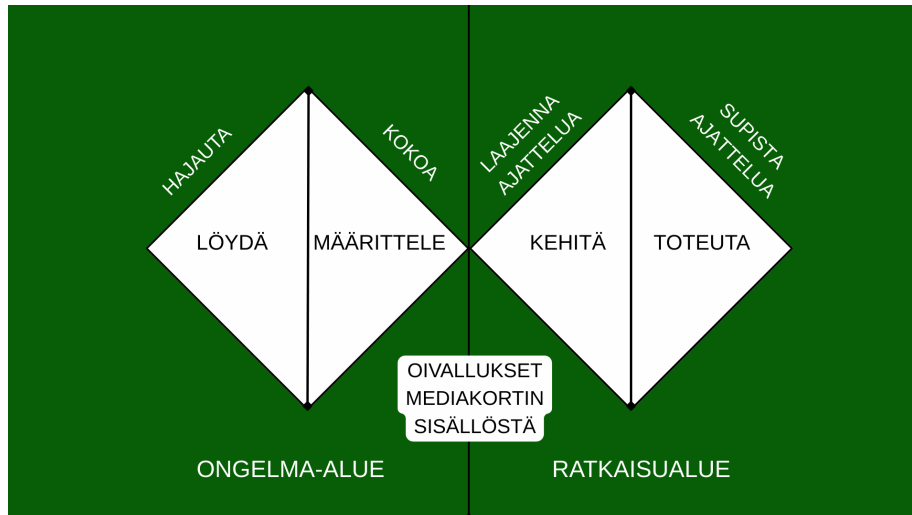 HAJAUTA
KOKOA
LAAJENNA
AJATTELUA
SUPISTA
AJATTELUA
LÖYDÄ
MÄÄRITTELE
KEHITÄ
TOTEUTA
OIVALLUKSET
MEDIAKORTIN
SISÄLLÖSTÄ
ONGELMA-ALUE
RATKAISUALUE